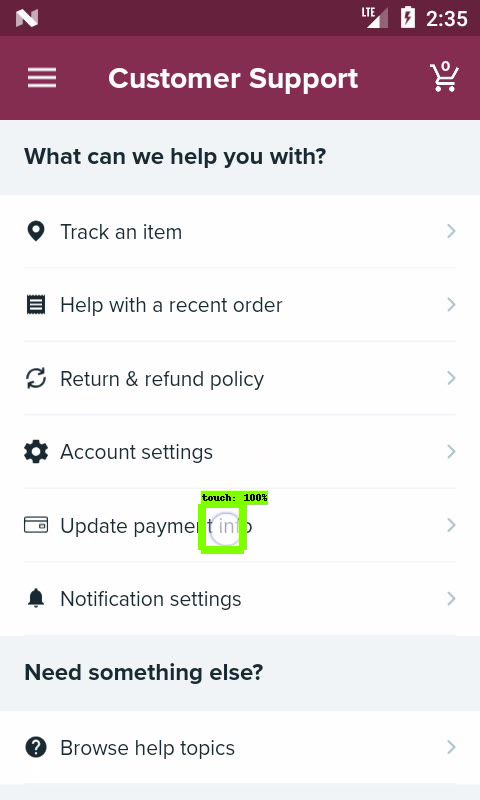 LTE 2:35
Customer Support
0
What can we help you with?
Track an item
Help with a recent order
Return & refund policy
Account settings
touch: 100%
Update payment info
Notification settings
Need something else?
Browse help topics